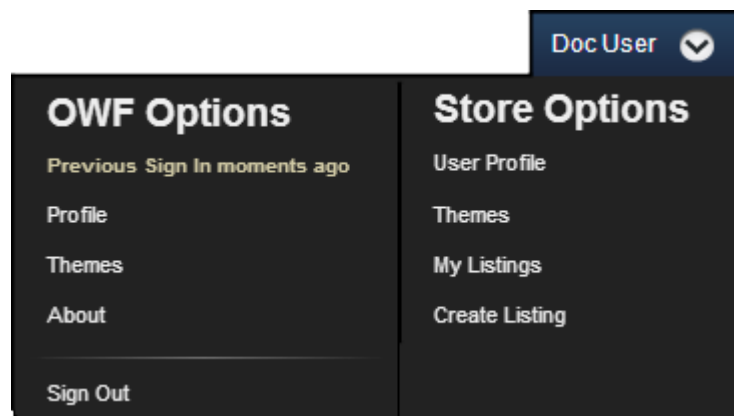 Doc User
OWF Options
Previous Sign In moments ago
Profile
Themes
About
Sign Out
Store Options
User Profile
Themes
My Listings
Create Listing